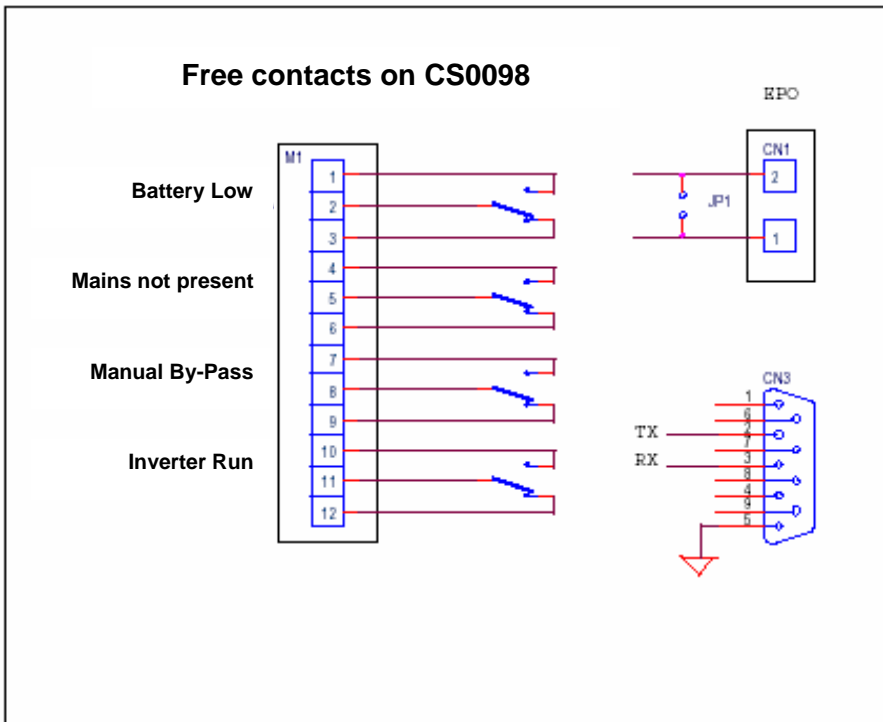 Free contacts on CS0098
EPO
M1
CN1
1
2
3
4
5
6
7
8
9
10
11
12
Battery Low
Mains not present
Manual By-Pass
Inverter Run
2
JP1
1
CN3
1
6
2
TX
7
RX
3
8
4
9
5